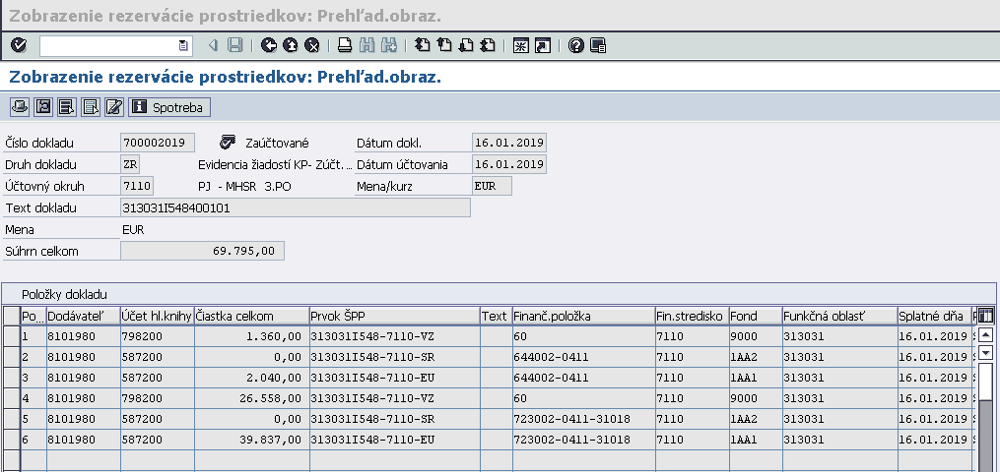 Zobrazenie rezervácie prostriedkov: Prehľad.obraz.
Zobrazenie rezervácie prostriedkov: Prehľad.obraz.
Spotreba
Číslo dokladu 700002019 Zaúčtované Dátum dokl. 16.01.2019
Druh dokladu ZR Evidencia žiadostí KP- Zúčt. ... Dátum účtovania 16.01.2019
Účtovný okruh 7110 PJ - MHSR 3.PO Mena/kurz EUR
Text dokladu 313031I548400101
Mena EUR
Súhrn celkom 69.795,00
Položky dokladu
Po... Dodávateľ Účet hl.knihy Čiastka celkom Prvok ŠPP Text Finanč.položka Fin.stredisko Fond Funkčná oblasť Splatné dňa
1 8101980 798200 1.360,00 313031I548-7110-VZ 60 7110 9000 313031 16.01.2019
2 8101980 587200 0,00 313031I548-7110-SR 644002-0411 7110 1AA2 313031 16.01.2019
3 8101980 587200 2.040,00 313031I548-7110-EU 644002-0411 7110 1AA1 313031 16.01.2019
4 8101980 798200 26.558,00 313031I548-7110-VZ 60 7110 9000 313031 16.01.2019
5 8101980 587200 0,00 313031I548-7110-SR 723002-0411-31018 7110 1AA2 313031 16.01.2019
6 8101980 587200 39.837,00 313031I548-7110-EU 723002-0411-31018 7110 1AA1 313031 16.01.2019